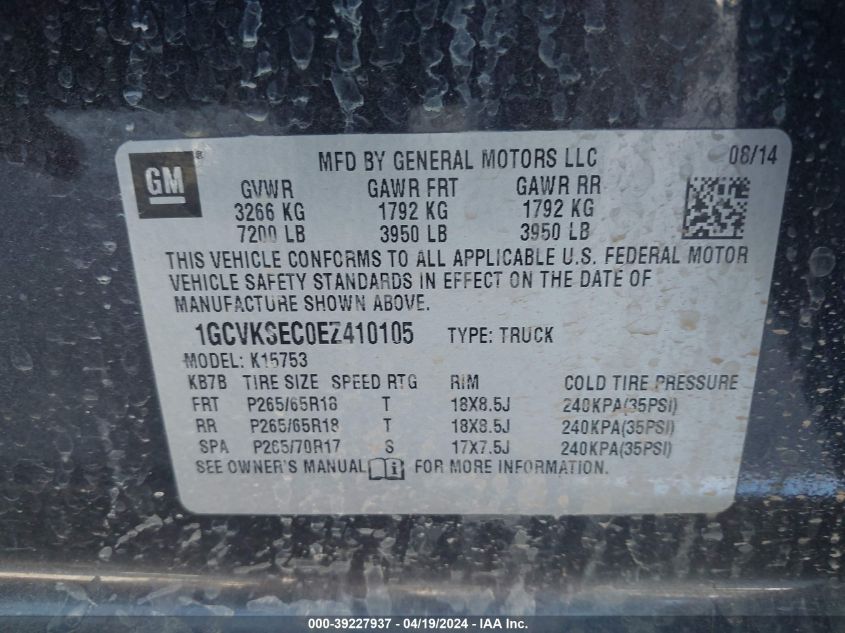 GM®
MFD BY GENERAL MOTORS LLC 08/14
GVWR GAWR FRT GAWR RR
3266 KG 1792 KG 1792 KG
7200 LB 3950 LB 3950 LB
THIS VEHICLE CONFORMS TO ALL APPLICABLE U.S. FEDERAL MOTOR
VEHICLE SAFETY STANDARDS IN EFFECT ON THE DATE OF
MANUFACTURE SHOWN ABOVE.
1GCVKSEC0EZ410105 TYPE: TRUCK
MODEL: K15753
KB7B TIRE SIZE SPEED RTG RIM COLD TIRE PRESSURE
FRT P265/65R18 T 18X8.5J 240KPA(35PSI)
RR P265/65R18 T 18X8.5J 240KPA(35PSI)
SPA P265/70R17 S 17X7.5J 240KPA(35PSI)
SEE OWNER'S MANUAL i FOR MORE INFORMATION.
000-39227937 - 04/19/2024 - IAA Inc.